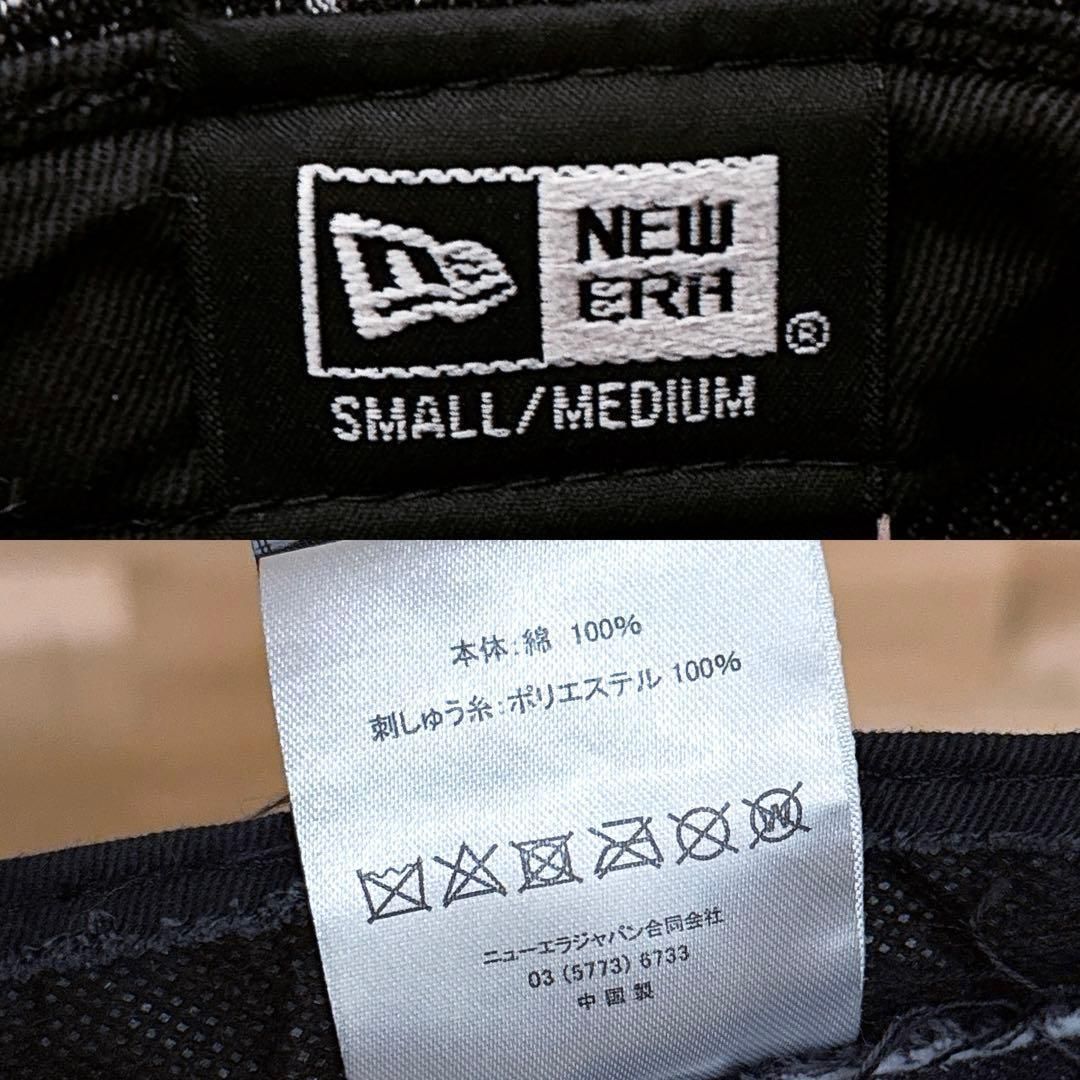 NEW
ERA
®
SMALL/MEDIUM
本体:綿 100%
刺しゅう糸:ポリエステル 100%
W
ニューエラジャパン合同会社
03 (5773) 6733
中国製